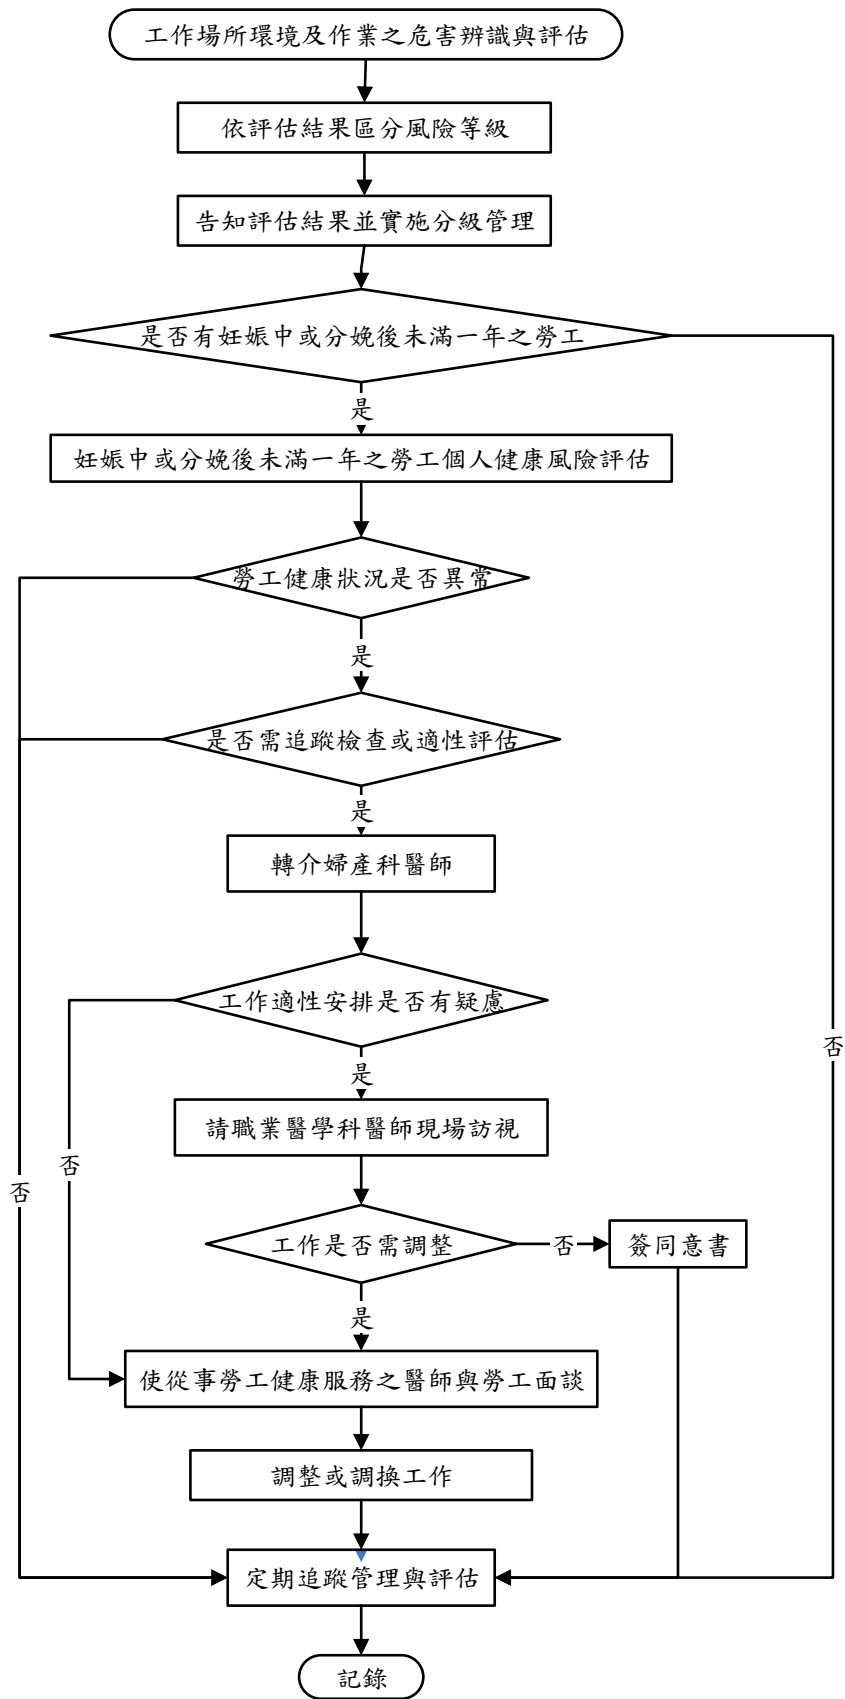 工作場所環境及作業之危害辨識與評估
依評估結果區分風險等級
告知評估結果並實施分級管理
是否有妊娠中或分娩後未滿一年之勞工
是
妊娠中或分娩後未滿一年之勞工個人健康風險評估
勞工健康狀況是否異常
是
是否需追蹤檢查或適性評估
是
轉介婦產科醫師
工作適性安排是否有疑慮
否
是
請職業醫學科醫師現場訪視
否
否
工作是否需調整
否
簽同意書
是
使從事勞工健康服務之醫師與勞工面談
調整或調換工作
定期追蹤管理與評估
記錄